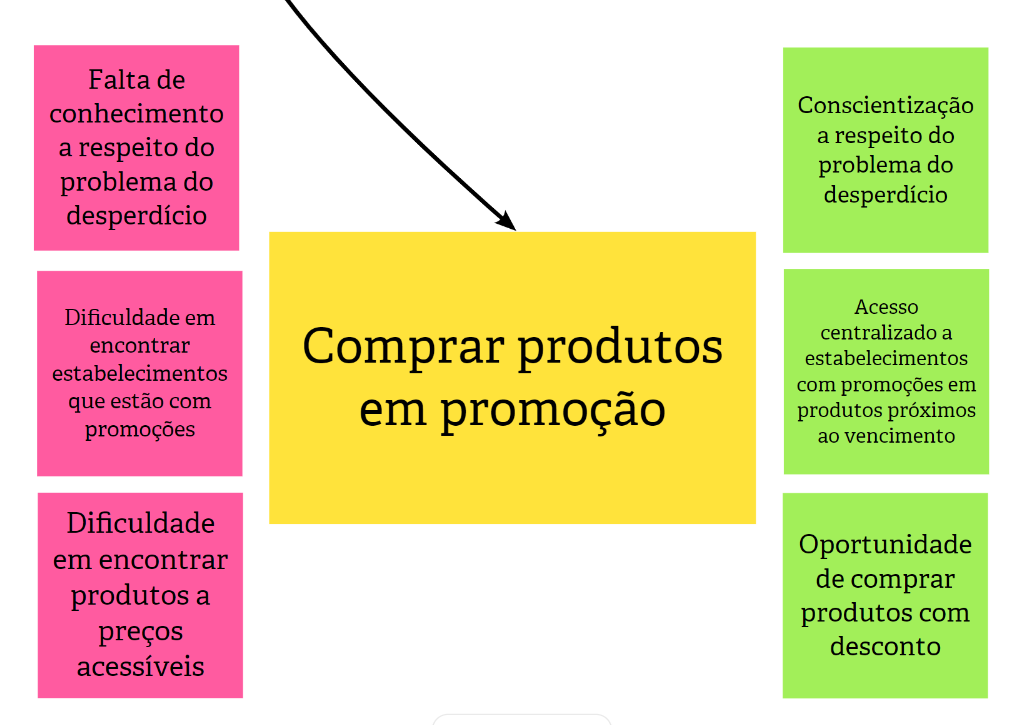 Falta de
conhecimento
a respeito do
problema do
desperdício
Dificuldade em
encontrar
estabelecimentos
que estão com
promoções
Dificuldade
em encontrar
produtos a
preços
acessíveis
Comprar produtos
em promoção
Conscientização
a respeito do
problema do
desperdício
Acesso
centralizado a
estabelecimentos
com promoções em
produtos próximos
ao vencimento
Oportunidade
de comprar
produtos com
desconto